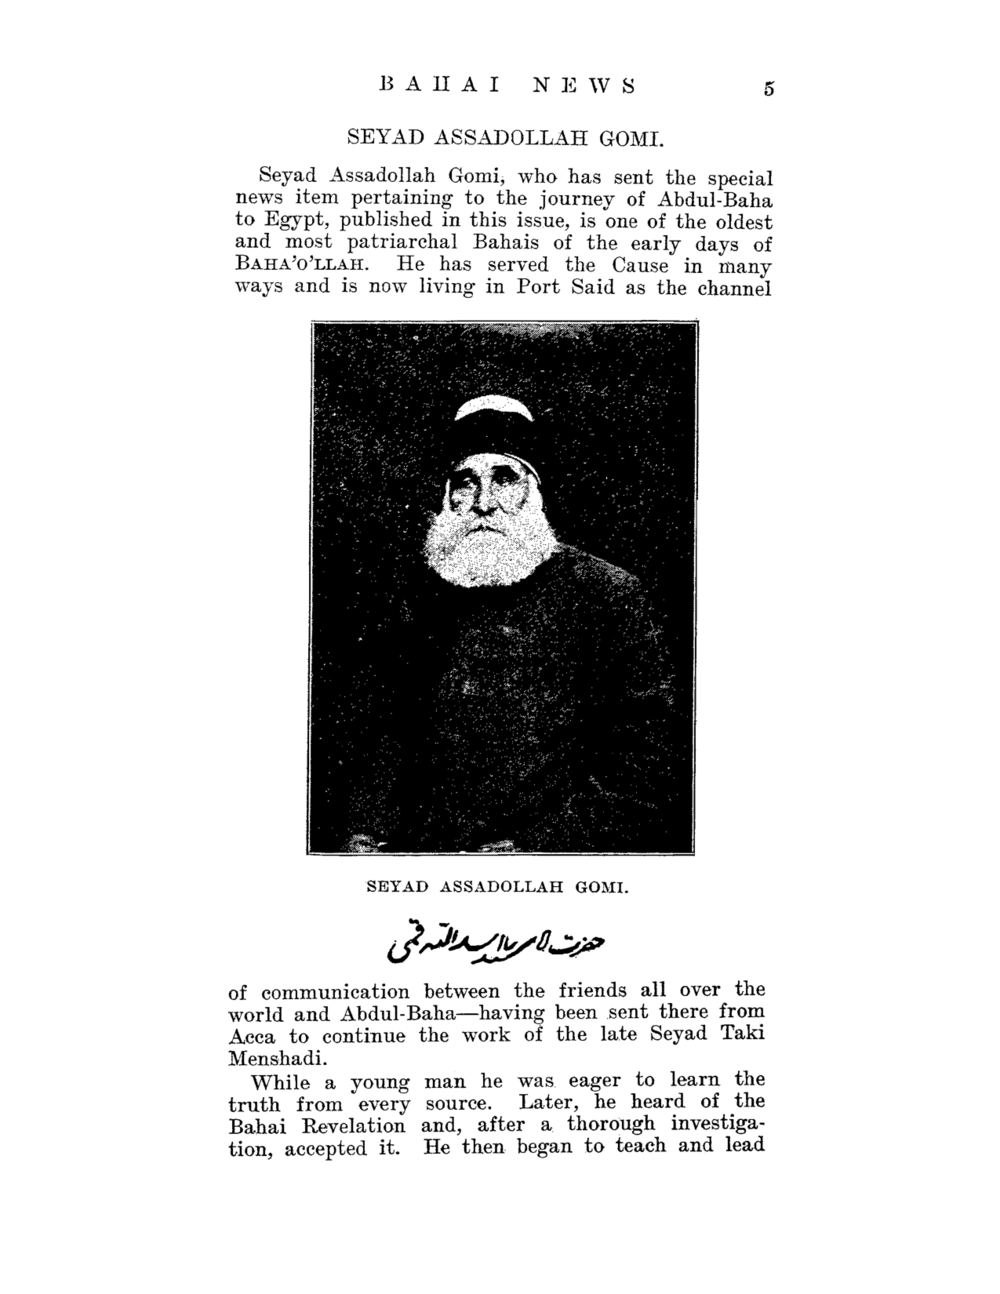 BAHAI NEWS 5
SEYAD ASSADOLLAH GOMI.
Seyad Assadollah Gomi, who has sent the special
news item pertaining to the journey of Abdul-Baha
to Egypt, published in this issue, is one of the oldest
and most patriarchal Bahais of the early days of
BAHA'O'LLAH. He has served the Cause in many
ways and is now living in Port Said as the channel
SEYAD ASSADOLLAH GOMI.
حضرت سید اسدالله قمی
of communication between the friends all over the
world and Abdul-Baha—having been sent there from
Acca to continue the work of the late Seyad Taki
Menshadi.
While a young man he was eager to learn the
truth from every source. Later, he heard of the
Bahai Revelation and, after a thorough investiga-
tion, accepted it. He then began to teach and lead